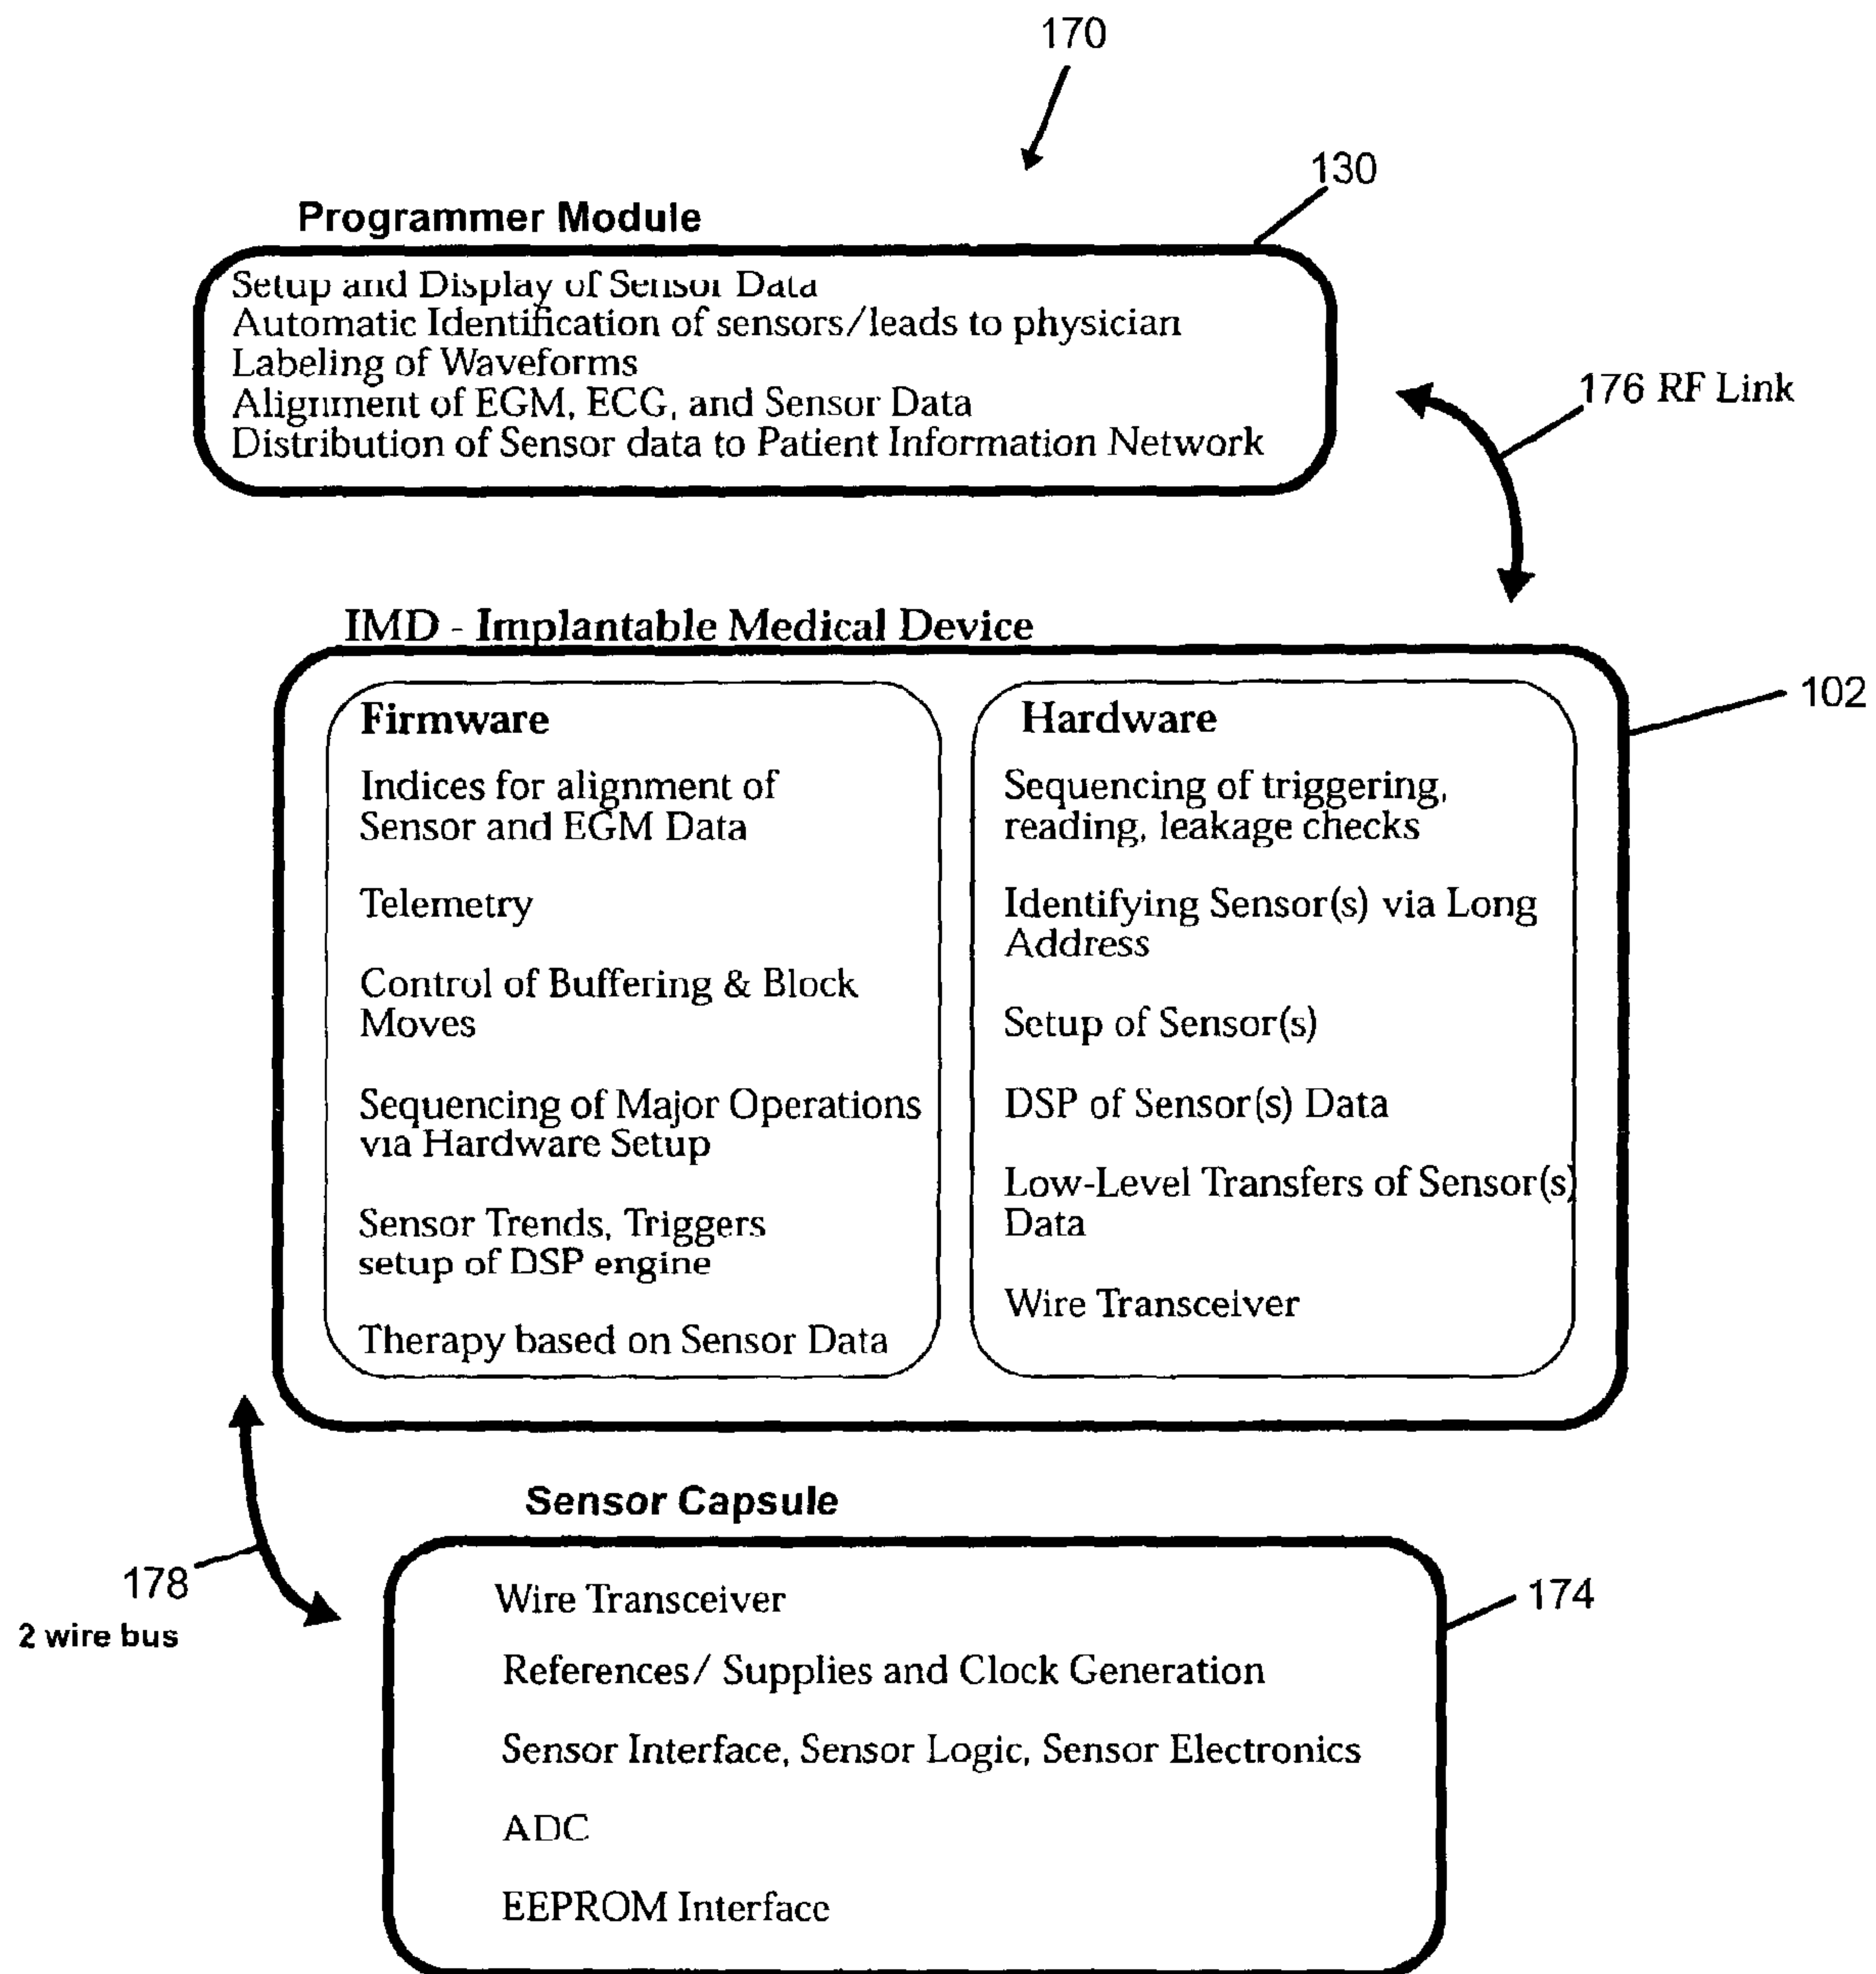 170
130
Programmer Module
Setup and Display of Sensor Data
Automatic Identification of sensors/leads to physician
Labeling of Waveforms
Alignment of EGM, ECG, and Sensor Data
Distribution of Sensor data to Patient Information Network
176 RF Link
IMD - Implantable Medical Device
102
Firmware
Indices for alignment of
Sensor and EGM Data
Telemetry
Control of Buffering & Block
Moves
Sequencing of Major Operations
via Hardware Setup
Sensor Trends, Triggers
setup of DSP engine
Therapy based on Sensor Data
Hardware
Sequencing of triggering,
reading, leakage checks
Identifying Sensor(s) via Long
Address
Setup of Sensor(s)
DSP of Sensor(s) Data
Low-Level Transfers of Sensor(s)
Data
Wire Transceiver
178
2 wire bus
Sensor Capsule
174
Wire Transceiver
References/ Supplies and Clock Generation
Sensor Interface, Sensor Logic, Sensor Electronics
ADC
EEPROM Interface